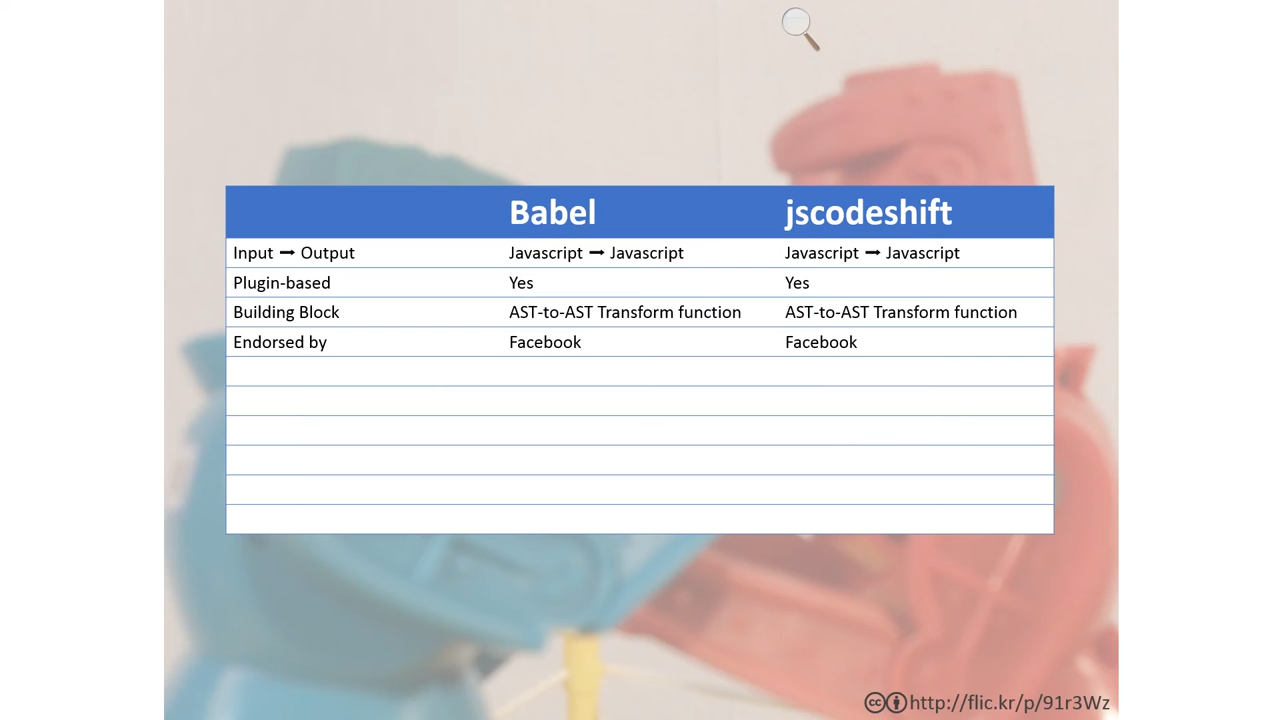 Babel jscodeshift
Input ➞ Output Javascript ➞ Javascript Javascript ➞ Javascript
Plugin-based Yes Yes
Building Block AST-to-AST Transform function AST-to-AST Transform function
Endorsed by Facebook Facebook
http://flic.kr/p/91r3Wz